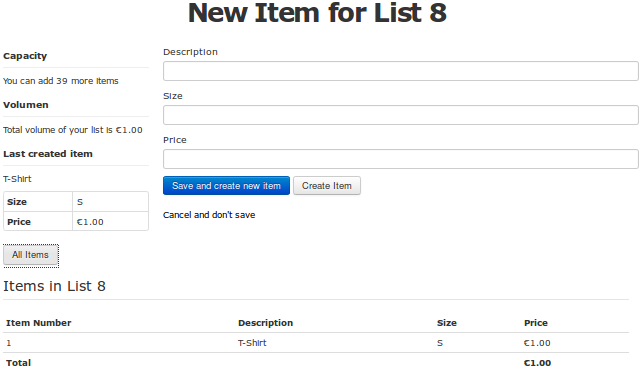 New Item for List 8
Capacity
You can add 39 more items
Volumen
Total volume of your list is €1.00
Last created item
T-Shirt
Size S
Price €1.00
All Items
Description
Size
Price
Save and create new item Create Item
Cancel and don't save
Items in List 8
Item Number Description Size Price
1 T-Shirt S €1.00
Total €1.00